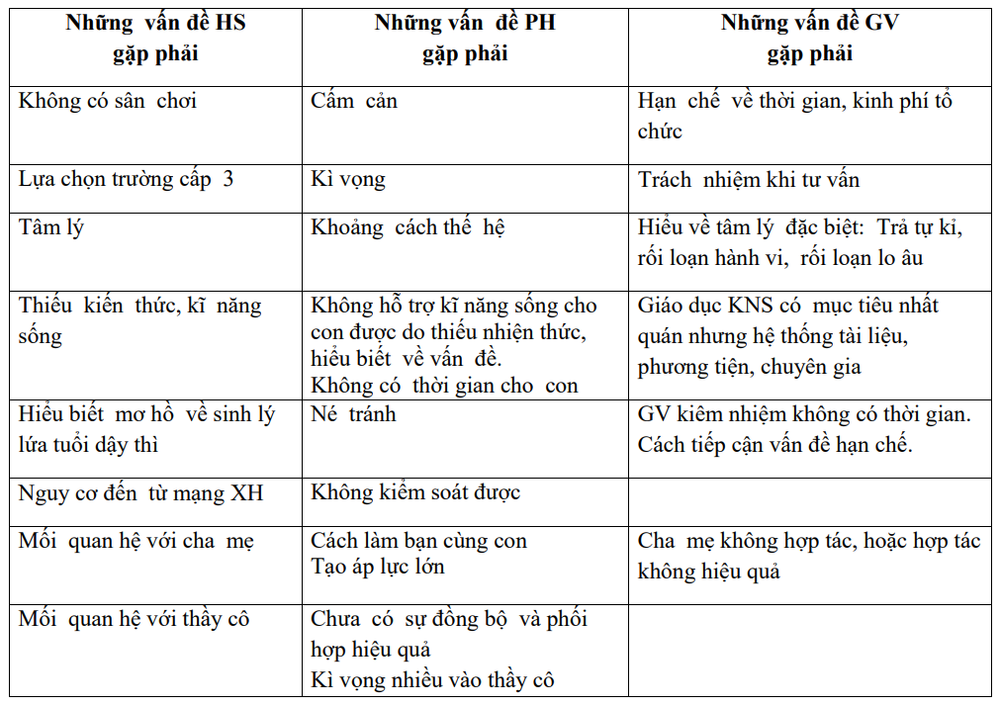 Những vấn đề HS
gặp phải
Những vấn đề PH
gặp phải
Những vấn đề GV
gặp phải
Không có sân chơi
Cấm cản
Hạn chế về thời gian, kinh phí tổ
chức
Lựa chọn trường cấp 3
Kì vọng
Trách nhiệm khi tư vấn
Tâm lý
Khoảng cách thế hệ
Hiểu về tâm lý đặc biệt: Trả tự kỉ,
rối loạn hành vi, rối loạn lo âu
Thiếu kiến thức, kĩ năng
sống
Không hỗ trợ kĩ năng sống cho
con được do thiếu nhiện thức,
hiểu biết về vấn đề.
Không có thời gian cho con
Giáo dục KNS có mục tiêu nhất
quán nhưng hệ thống tài liệu,
phương tiện, chuyên gia
Hiểu biết mơ hồ về sinh lý
lứa tuổi dậy thì
Né tránh
GV kiêm nhiệm không có thời gian.
Cách tiếp cận vấn đề hạn chế.
Nguy cơ đến từ mạng XH
Không kiểm soát được
Mối quan hệ với cha mẹ
Cách làm bạn cùng con
Tạo áp lực lớn
Cha mẹ không hợp tác, hoặc hợp tác
không hiệu quả
Mối quan hệ với thầy cô
Chưa có sự đồng bộ và phối
hợp hiệu quả
Kì vọng nhiều vào thầy cô